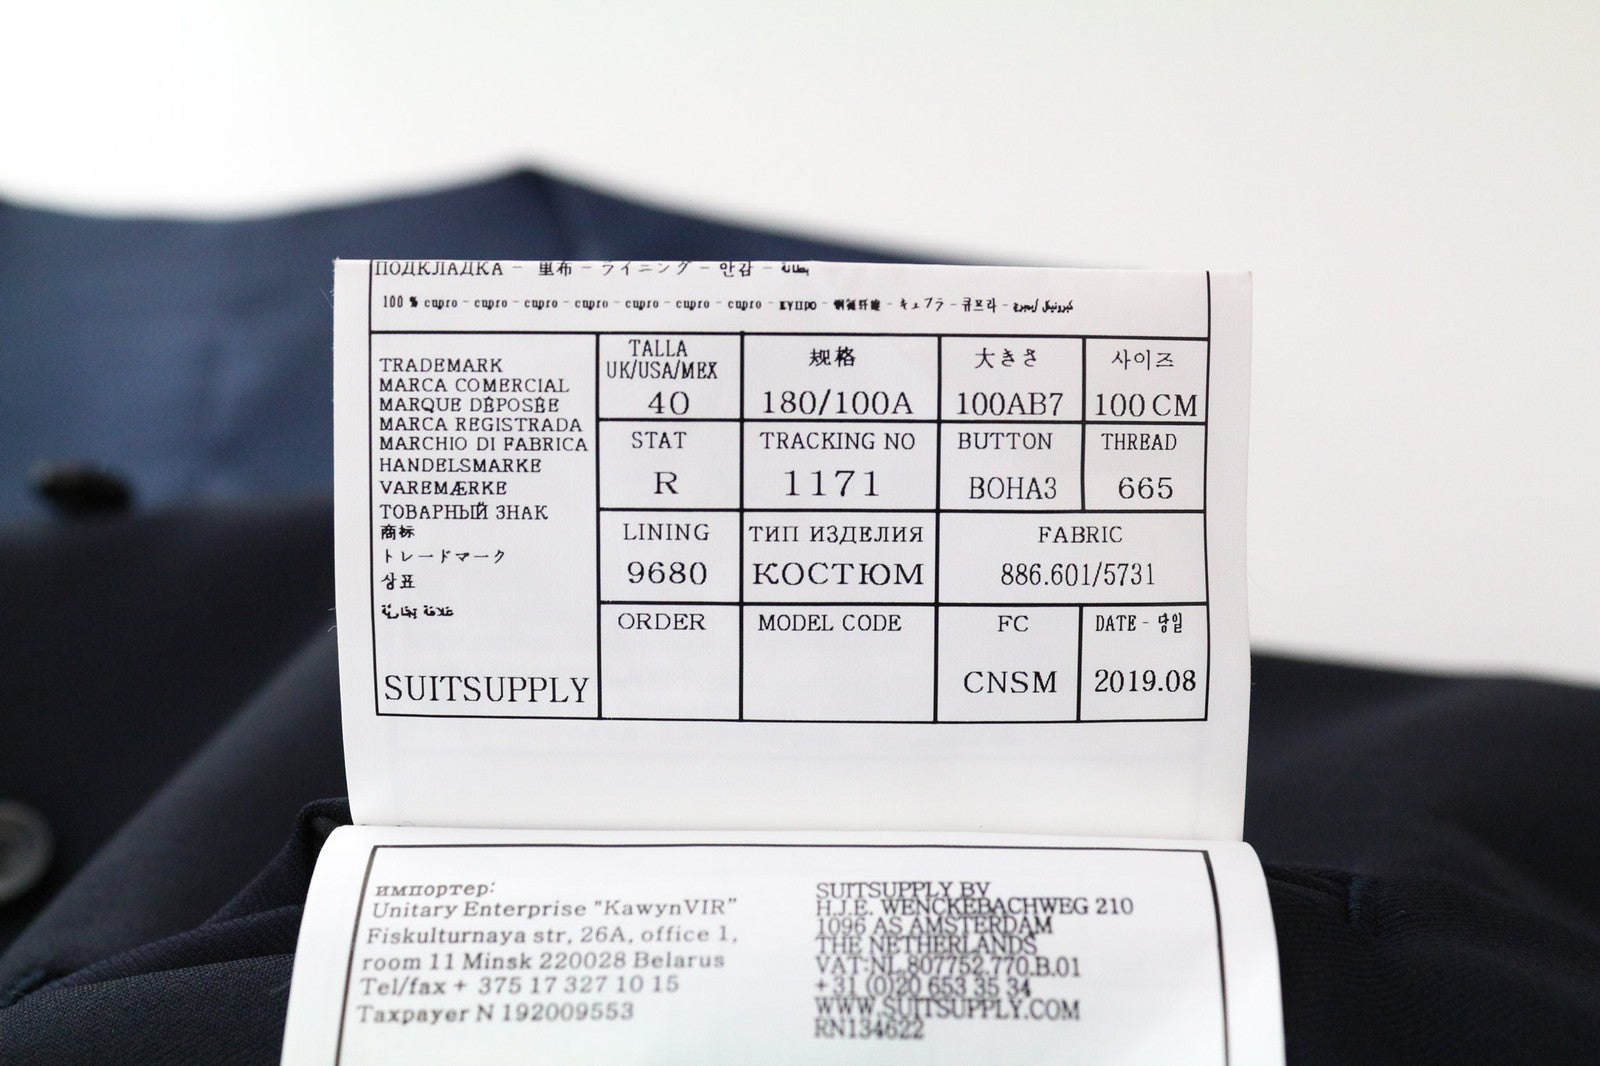 ПОДКЛАДКА - 里布 - ライニング - 안감 - بطانة
100 % cupro - cupro - cupro - cupro - cupro - cupro - cupro - купро - 铜氨纤维 - キュプラ - 큐프라 -
TRADEMARK
MARCA COMERCIAL
MARQUE DÉPOSÉE
MARCA REGISTRADA
MARCHIO DI FABRICA
HANDELSMARKE
VAREMÆRKE
ТОВАРНЫЙ ЗНАК
商标
トレードマーク
상표
علامة تجارية
SUITSUPPLY
TALLA
UK/USA/MEX
40
规格
180/100A
大きさ
100AB7
사이즈
100 CM
STAT
R
TRACKING NO
1171
BUTTON
BOHA3
THREAD
665
LINING
9680
ТИП ИЗДЕЛИЯ
КОСТЮМ
FABRIC
886.601/5731
ORDER
MODEL CODE
FC
CNSM
DATE - 당일
2019.08
импортер:
Unitary Enterprise "KawynVIR"
Fiskulturnaya str, 26A, office 1,
room 11 Minsk 220028 Belarus
Tel/fax + 375 17 327 10 15
Taxpayer N 192009553
SUITSUPPLY BV
H.J.E. WENCKEBACHWEG 210
1096 AS AMSTERDAM
THE NETHERLANDS
VAT:NL 807752.770.B.01
+31 (0)20 653 35 34
WWW.SUITSUPPLY.COM
RN134622